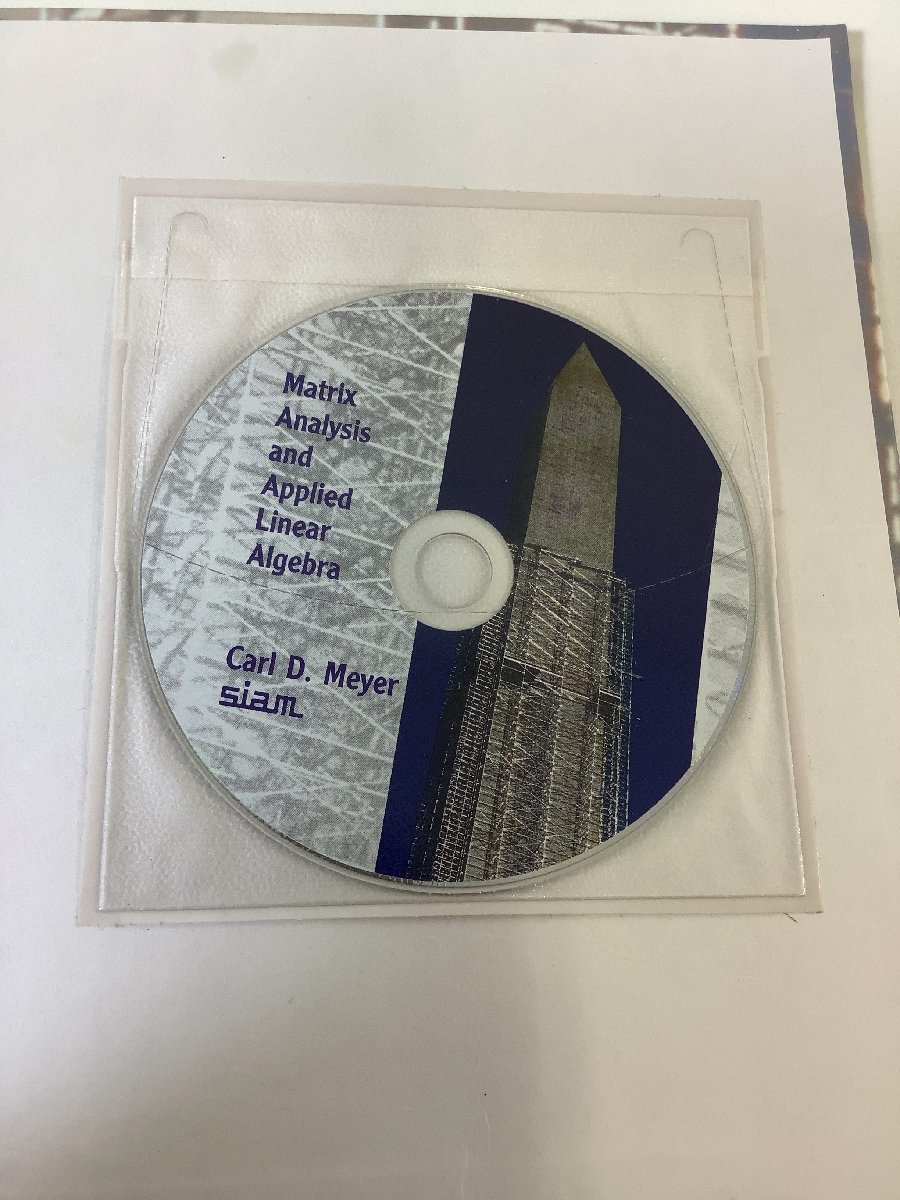 Matrix
Analysis
and
Applied
Linear
Algebra
Carl D. Meyer
siam